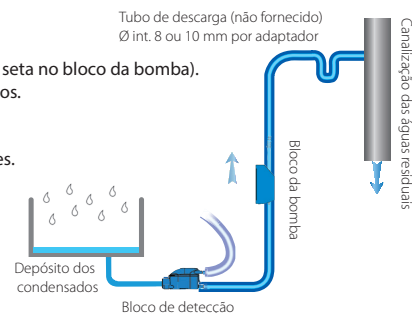 Tubo de descarga (não fornecido)
Ø int. 8 ou 10 mm por adaptador
seta no bloco da bomba).
os.
es.
Canalização das águas residuais
Bloco da bomba
Depósito dos
condensados
Bloco de detecção